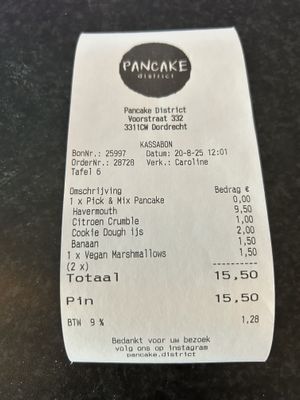 PANCAKE
district
Pancake District
Voorstraat 332
3311CW Dordrecht
KASSABON
BonNr.: 25997 Datum: 20-8-25 12:01
OrderNr.: 28728 Verk.: Caroline
Tafel 6
Omschrijving Bedrag €
1 x Pick & Mix Pancake 0,00
Havermouth 9,50
Citroen Crumble 1,00
Cookie Dough ijs 2,00
Banaan 1,50
1 x Vegan Marshmallows 1,50
(2 x) -----------
Totaal 15,50
Pin 15,50
BTW 9 % 1,28
Bedankt voor uw bezoek
volg ons op instagram
pancake.district